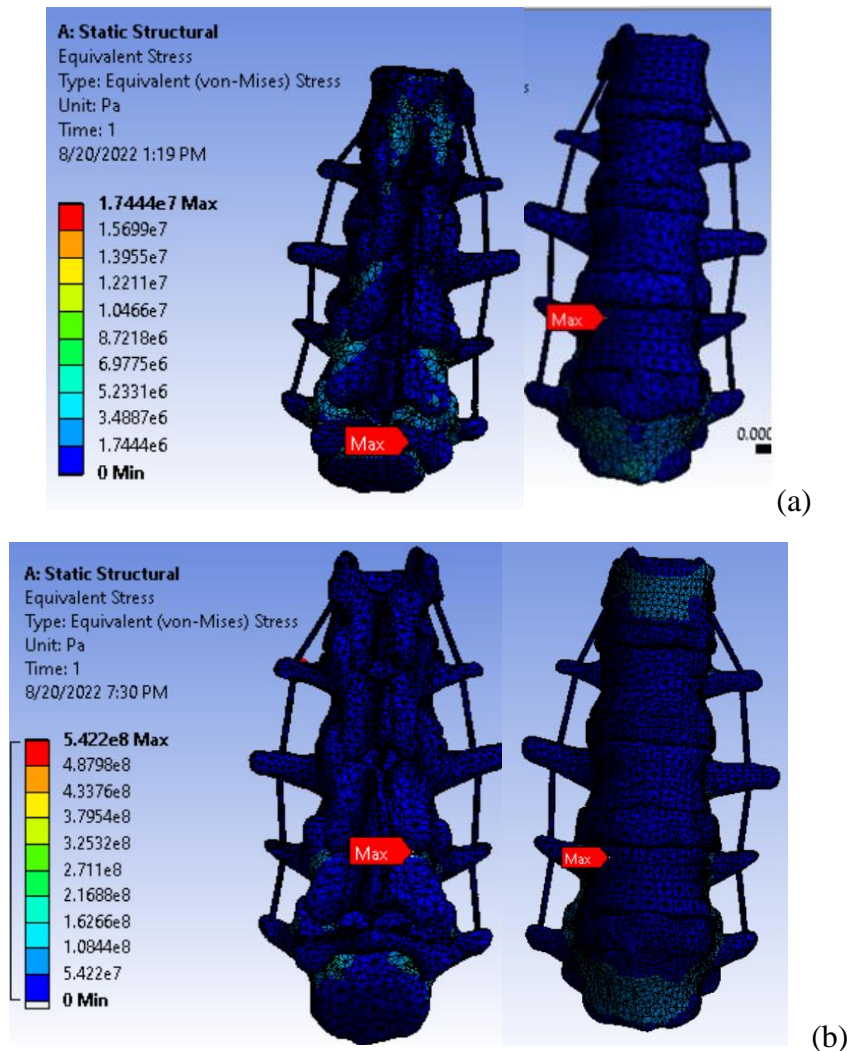 A: Static Structural
Equivalent Stress
Type: Equivalent (von-Mises) Stress
Unit: Pa
Time: 1
8/20/2022 1:19 PM
1.7444e7 Max
1.5699e7
1.3955e7
1.2211e7
1.0466e7
8.7218e6
6.9775e6
5.2331e6
3.4887e6
1.7444e6
0 Min
Max
Max
0.000
(a)
A: Static Structural
Equivalent Stress
Type: Equivalent (von-Mises) Stress
Unit: Pa
Time: 1
8/20/2022 7:30 PM
5.422e8 Max
4.8798e8
4.3376e8
3.7954e8
3.2532e8
2.711e8
2.1688e8
1.6266e8
1.0844e8
5.422e7
0 Min
Max
Max
(b)